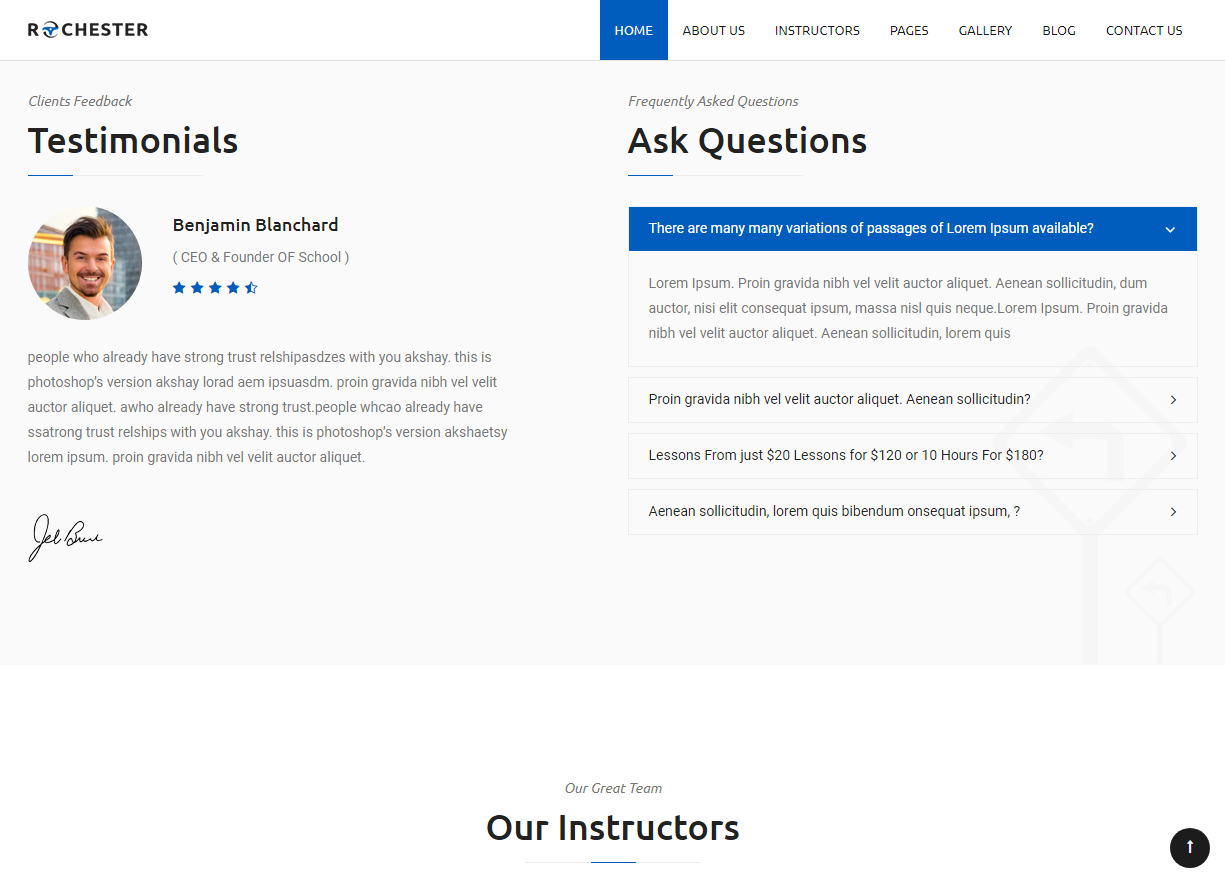 ROCHESTER
HOME ABOUT US INSTRUCTORS PAGES GALLERY BLOG CONTACT US
Clients Feedback
Testimonials
Benjamin Blanchard
( CEO & Founder OF School )
people who already have strong trust relshipasdzes with you akshay. this is
photoshop’s version akshay lorad aem ipsuasdm. proin gravida nibh vel velit
auctor aliquet. awho already have strong trust.people whcao already have
ssatrong trust relships with you akshay. this is photoshop’s version akshaetsy
lorem ipsum. proin gravida nibh vel velit auctor aliquet.
Frequently Asked Questions
Ask Questions
There are many many variations of passages of Lorem Ipsum available?
Lorem Ipsum. Proin gravida nibh vel velit auctor aliquet. Aenean sollicitudin, dum
auctor, nisi elit consequat ipsum, massa nisl quis neque.Lorem Ipsum. Proin gravida
nibh vel velit auctor aliquet. Aenean sollicitudin, lorem quis
Proin gravida nibh vel velit auctor aliquet. Aenean sollicitudin?
Lessons From just $20 Lessons for $120 or 10 Hours For $180?
Aenean sollicitudin, lorem quis bibendum onsequat ipsum, ?
Our Great Team
Our Instructors